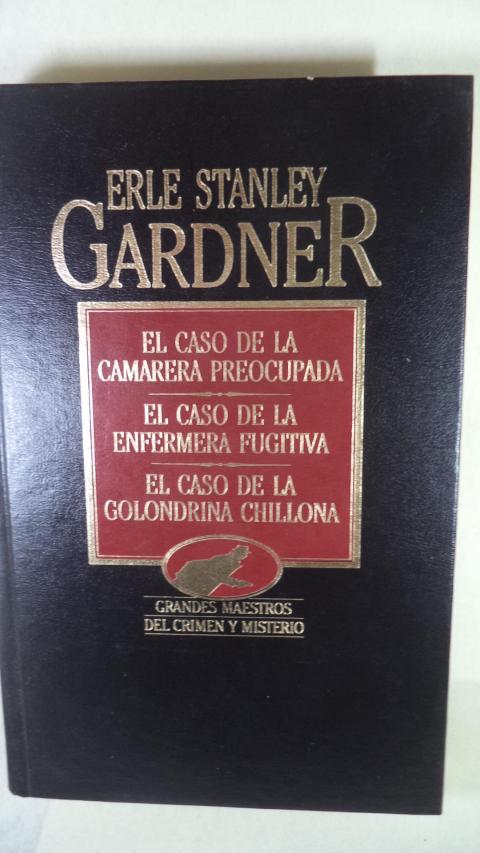 ERLE STANLEY
GARDNER
EL CASO DE LA
CAMARERA PREOCUPADA
EL CASO DE LA
ENFERMERA FUGITIVA
EL CASO DE LA
GOLONDRINA CHILLONA
GRANDES MAESTROS
DEL CRIMEN Y MISTERIO